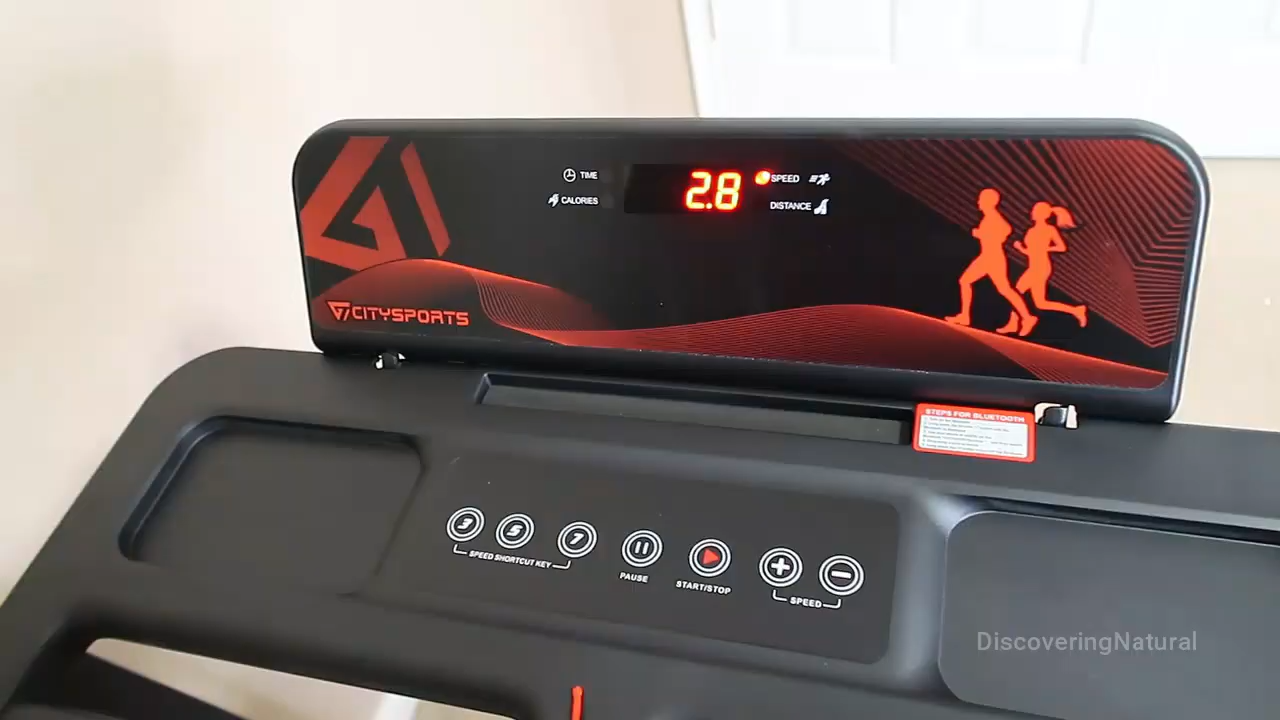 TIME
CALORIES
2.8
SPEED
DISTANCE
CITYSPORTS
STEPS FOR BLUETOOTH
3
5
7
SPEED SHORTCUT KEY
PAUSE
START/STOP
+
−
SPEED
DiscoveringNatural